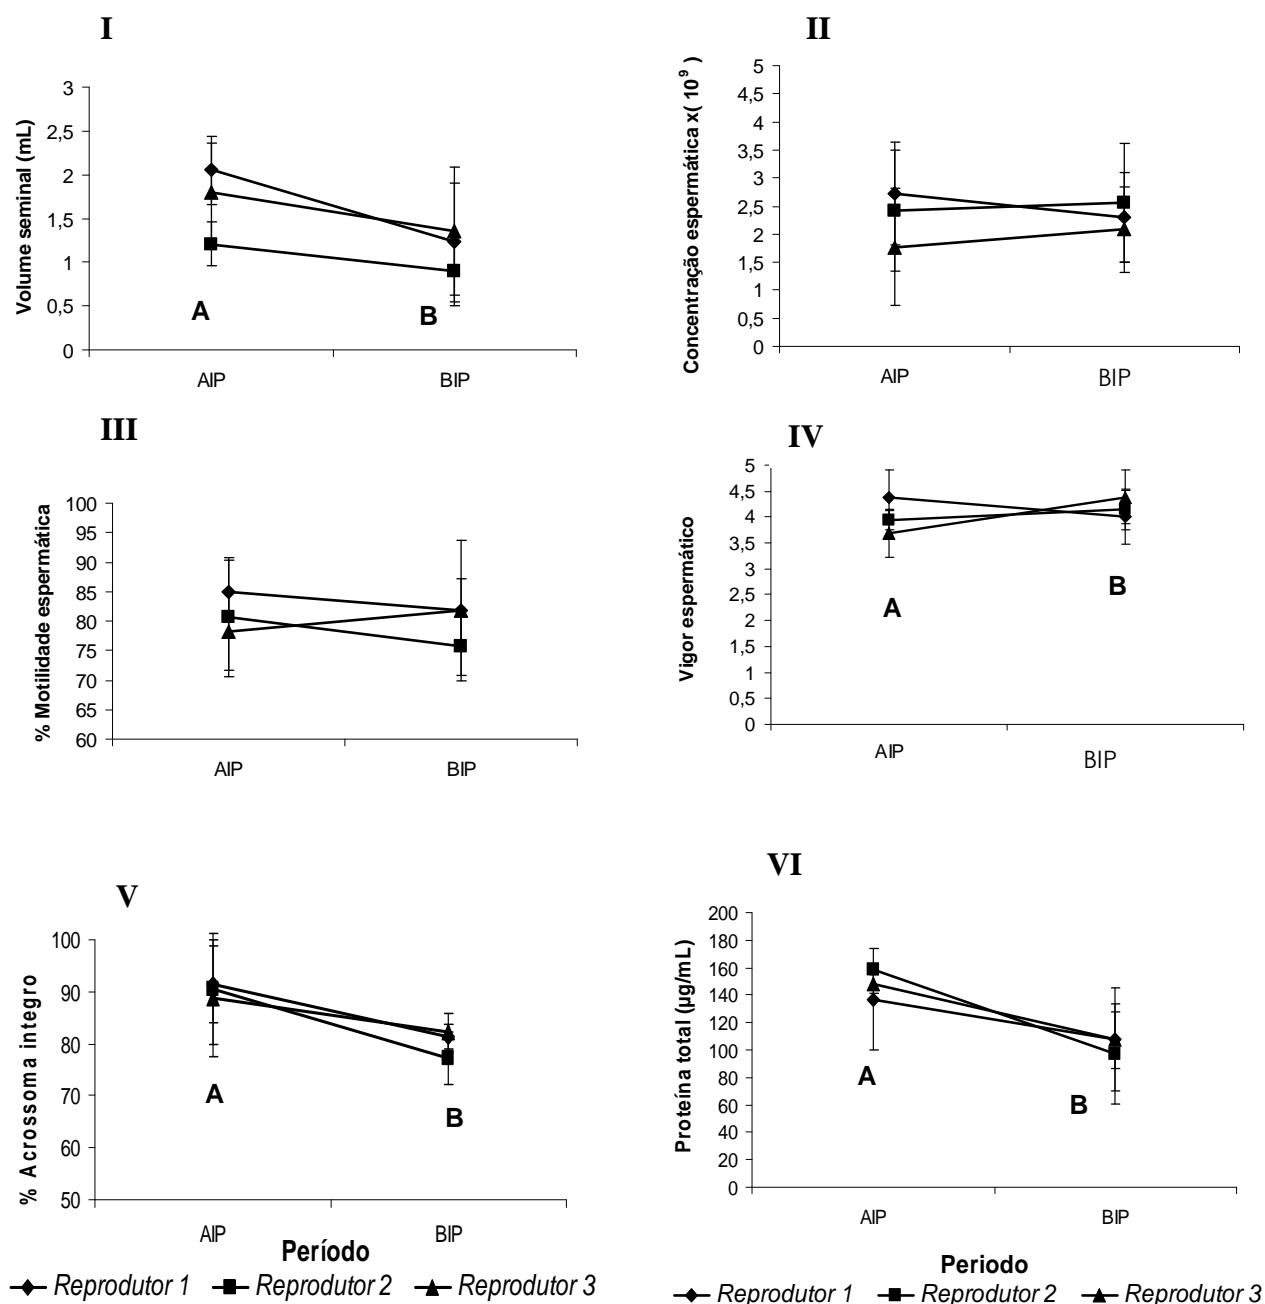 I
Volume seminal (mL)
3
2,5
2
1,5
1
0,5
0
A
B
AIP
BIP
II
Concentração espermática x( 10⁹ )
5
4,5
4
3,5
3
2,5
2
1,5
1
0,5
0
AIP
BIP
III
% Motilidade espermática
100
95
90
85
80
75
70
65
60
AIP
BIP
IV
Vigor espermático
5
4,5
4
3,5
3
2,5
2
1,5
1
0,5
0
A
B
AIP
BIP
V
% Acrossoma integro
100
90
80
70
60
50
A
B
AIP
BIP
Período
Reprodutor 1 Reprodutor 2 Reprodutor 3
VI
Proteína total (µg/mL)
200
180
160
140
120
100
80
60
40
20
0
A
B
AIP
BIP
Periodo
Reprodutor 1 Reprodutor 2 Reprodutor 3